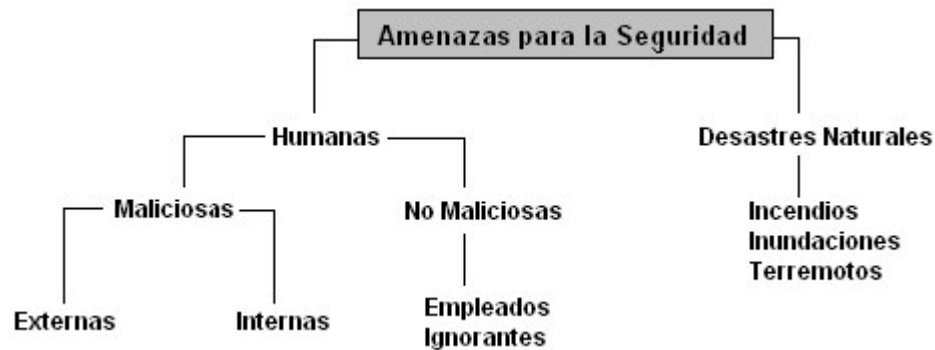 Amenazas para la Seguridad
Humanas
Desastres Naturales
Maliciosas
No Maliciosas
Incendios
Inundaciones
Terremotos
Externas
Internas
Empleados
Ignorantes